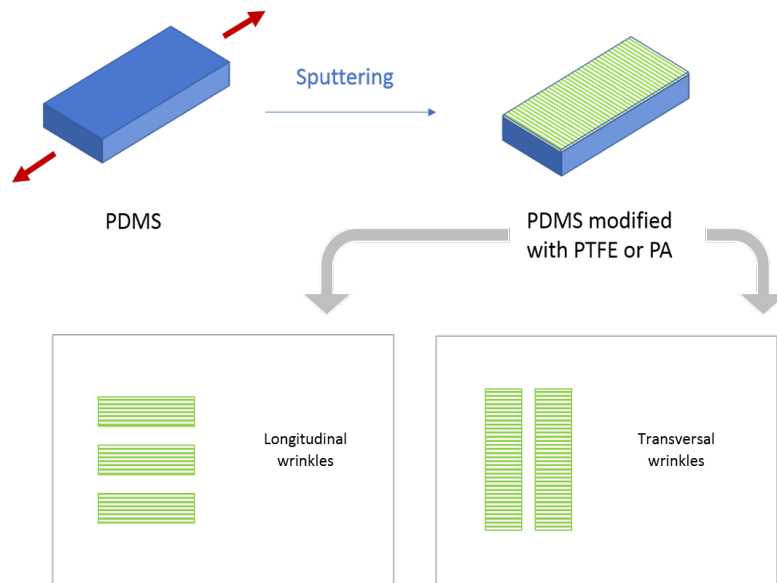 Sputtering
PDMS
PDMS modified
with PTFE or PA
Longitudinal
wrinkles
Transversal
wrinkles